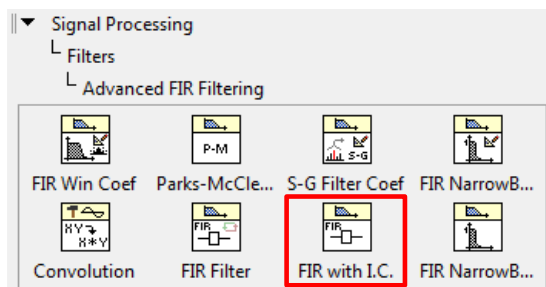 Signal Processing
Filters
Advanced FIR Filtering
P-M
S-G
FIR Win Coef Parks-McCle... S-G Filter Coef FIR NarrowB...
XY
X*Y
FIR
FIR
Convolution FIR Filter FIR with I.C. FIR NarrowB...